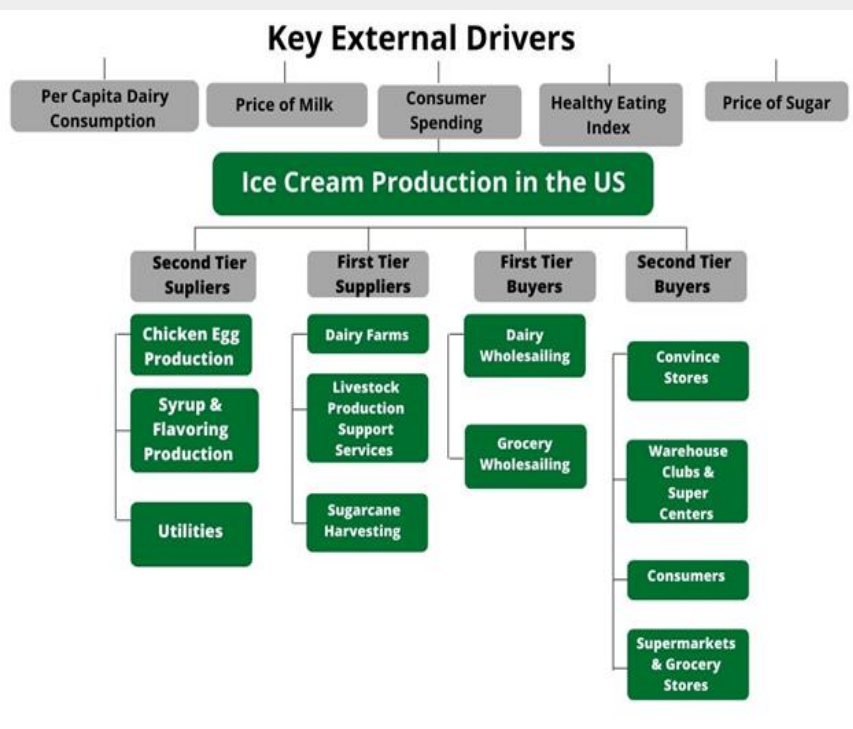 Key External Drivers
Per Capita Dairy
Consumption
Price of Milk
Consumer
Spending
Healthy Eating
Index
Price of Sugar
Ice Cream Production in the US
Second Tier
Supliers
First Tier
Suppliers
First Tier
Buyers
Second Tier
Buyers
Chicken Egg
Production
Syrup &
Flavoring
Production
Utilities
Dairy Farms
Livestock
Production
Support
Services
Sugarcane
Harvesting
Dairy
Wholesailing
Grocery
Wholesailing
Convince
Stores
Warehouse
Clubs &
Super
Centers
Consumers
Supermarkets
& Grocery
Stores